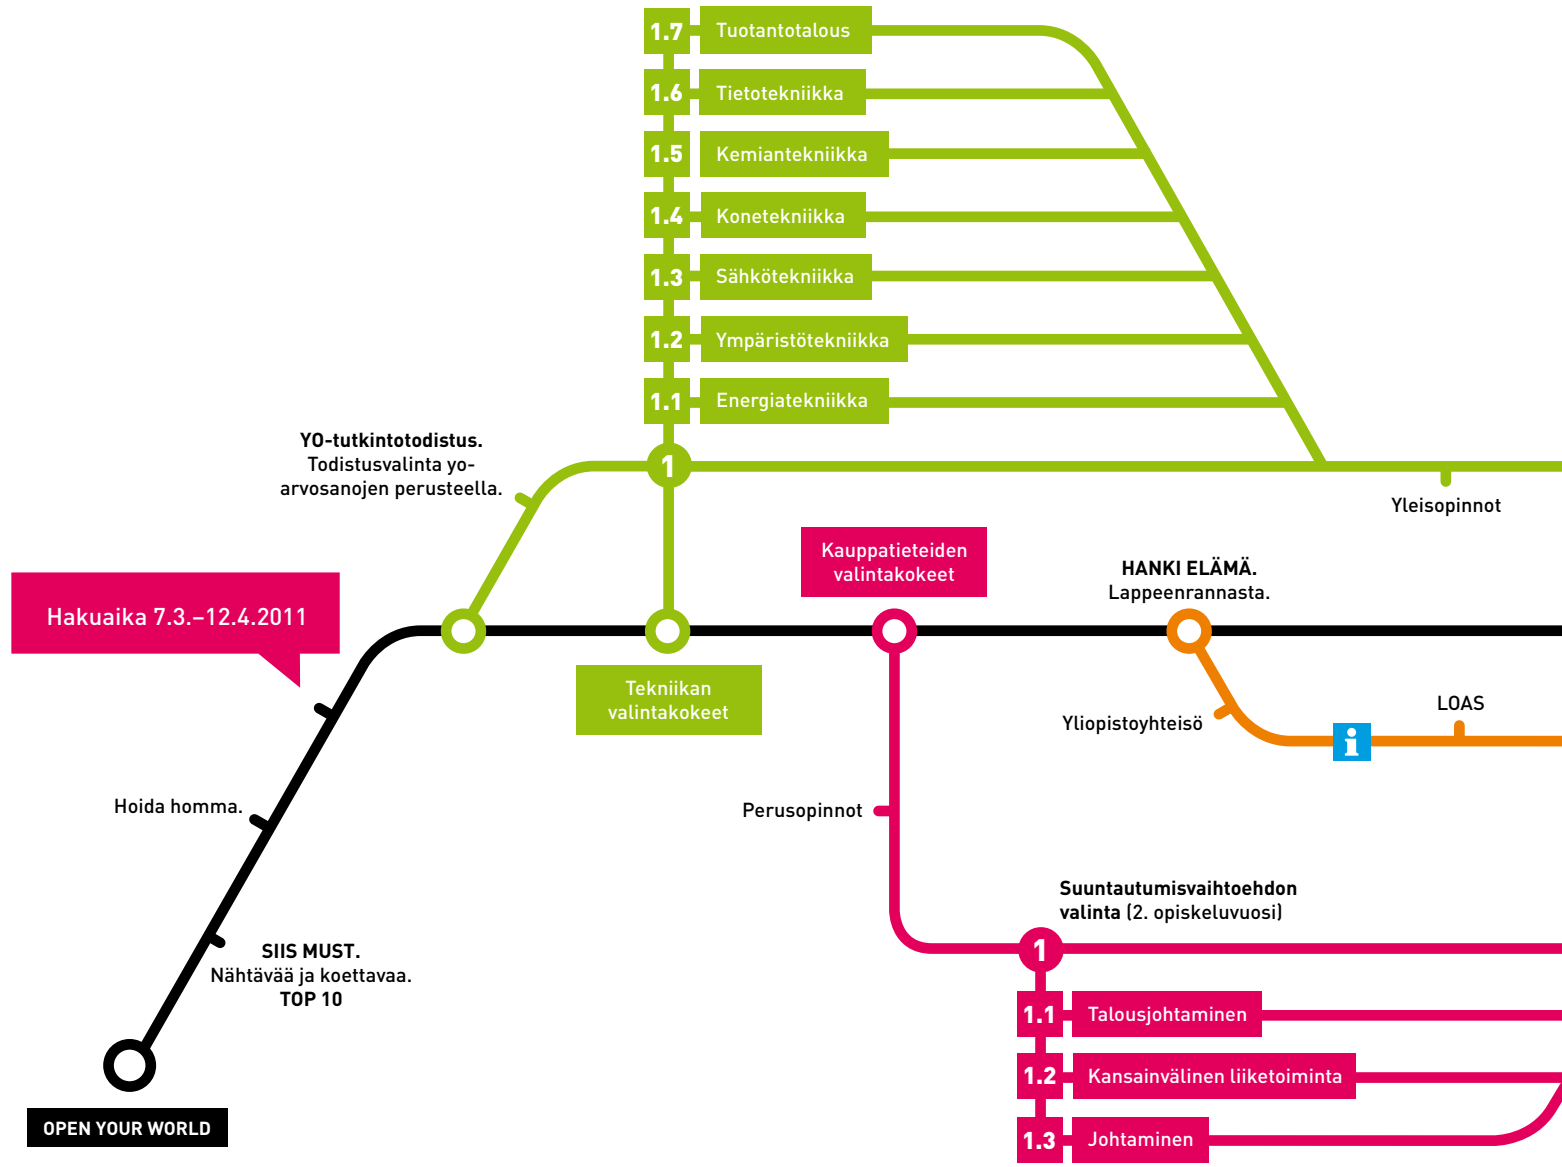 1.7 Tuotantotalous
1.6 Tietotekniikka
1.5 Kemiantekniikka
1.4 Konetekniikka
1.3 Sähkötekniikka
1.2 Ympäristötekniikka
1.1 Energiatekniikka
YO-tutkintotodistus.
Todistusvalinta yo-
arvosanojen perusteella.
1
Yleisopinnot
Kauppatieteiden
valintakokeet
HANKI ELÄMÄ.
Lappeenrannasta.
Hakuaika 7.3.–12.4.2011
Tekniikan
valintakokeet
Yliopistoyhteisö
i
LOAS
Hoida homma.
Perusopinnot
Suuntautumisvaihtoehdon
valinta (2. opiskeluvuosi)
1
SIIS MUST.
Nähtävää ja koettavaa.
TOP 10
1.1 Talousjohtaminen
1.2 Kansainvälinen liiketoiminta
1.3 Johtaminen
OPEN YOUR WORLD